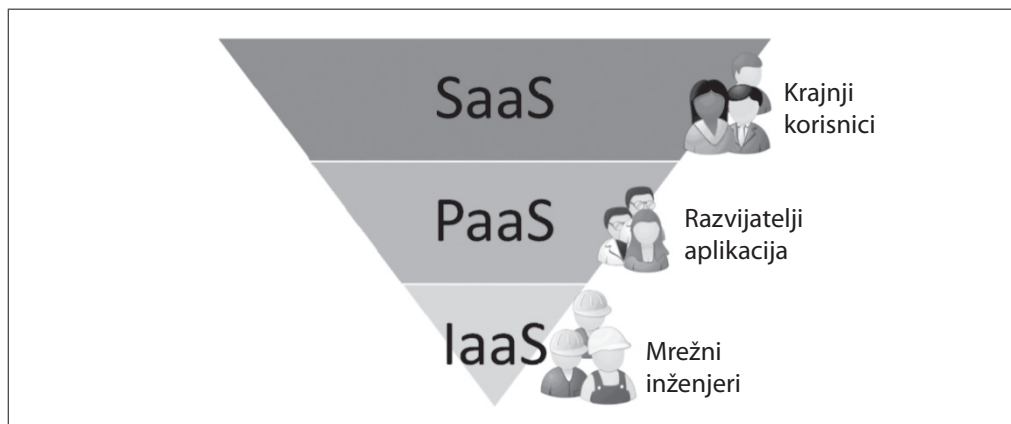 SaaS
Krajnji
korisnici
PaaS
Razvijatelji
aplikacija
IaaS
Mrežni
inženjeri